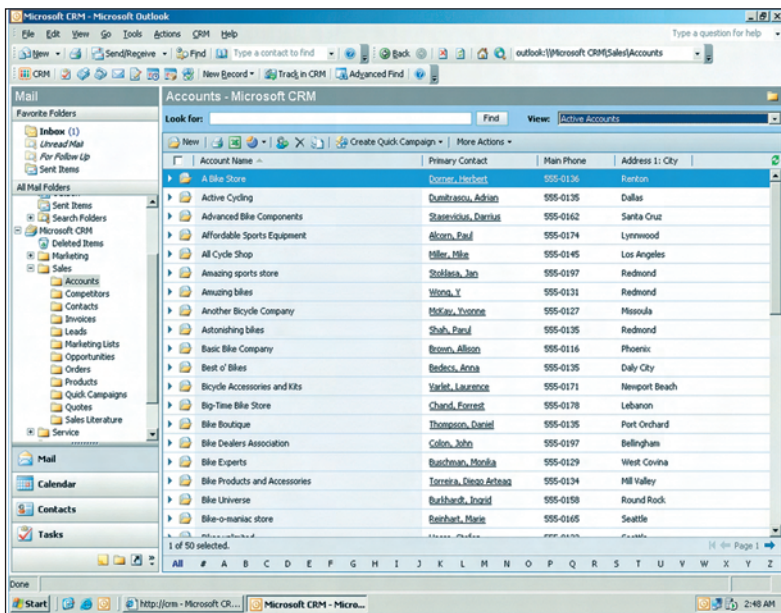 Microsoft CRM - Microsoft Outlook
File Edit View Go Tools Actions CRM Help
Type a question for help
New Send/Receive Find Type a contact to find Back outlook:\\Microsoft CRM\Sales\Accounts
CRM New Record Track in CRM Advanced Find
Mail
Favorite Folders
Inbox (1)
Unread Mail
For Follow Up
Sent Items
All Mail Folders
Sent Items
Search Folders
Microsoft CRM
Deleted Items
Marketing
Sales
Accounts
Competitors
Contacts
Invoices
Leads
Marketing Lists
Opportunities
Orders
Products
Quick Campaigns
Quotes
Sales Literature
Service
Mail
Calendar
Contacts
Tasks
Accounts - Microsoft CRM
Look for: Find View: Active Accounts
New Create Quick Campaign More Actions
Account Name Primary Contact Main Phone Address 1: City
A Bike Store Dorner, Herbert 555-0136 Renton
Active Cycling Dumitrascu, Adrian 555-0135 Dallas
Advanced Bike Components Stasevicius, Darrius 555-0162 Santa Cruz
Affordable Sports Equipment Alcorn, Paul 555-0174 Lynnwood
All Cycle Shop Miller, Mike 555-0145 Los Angeles
Amazing sports store Stoklasa, Jan 555-0197 Redmond
Amuzing bikes Wong, Y 555-0131 Redmond
Another Bicycle Company McKay, Yvonne 555-0127 Missoula
Astonishing bikes Shah, Parul 555-0135 Redmond
Basic Bike Company Brown, Allison 555-0116 Phoenix
Best o' Bikes Bedecs, Anna 555-0135 Daly City
Bicycle Accessories and Kits Varlet, Laurence 555-0171 Newport Beach
Big-Time Bike Store Chand, Forrest 555-0178 Lebanon
Bike Boutique Thompson, Daniel 555-0135 Port Orchard
Bike Dealers Association Colon, John 555-0197 Bellingham
Bike Experts Buschman, Monika 555-0129 West Covina
Bike Products and Accessories Torreira, Diego Arteag 555-0134 Mill Valley
Bike Universe Burkhardt, Ingrid 555-0158 Round Rock
Bike-o-maniac store Reinhart, Marie 555-0165 Seattle
1 of 50 selected. Page 1
All # A B C D E F G H I J K L M N O P Q R S T U V W X Y Z
Done
Start http://crm - Microsoft CR... Microsoft CRM - Micro... 2:48 AM